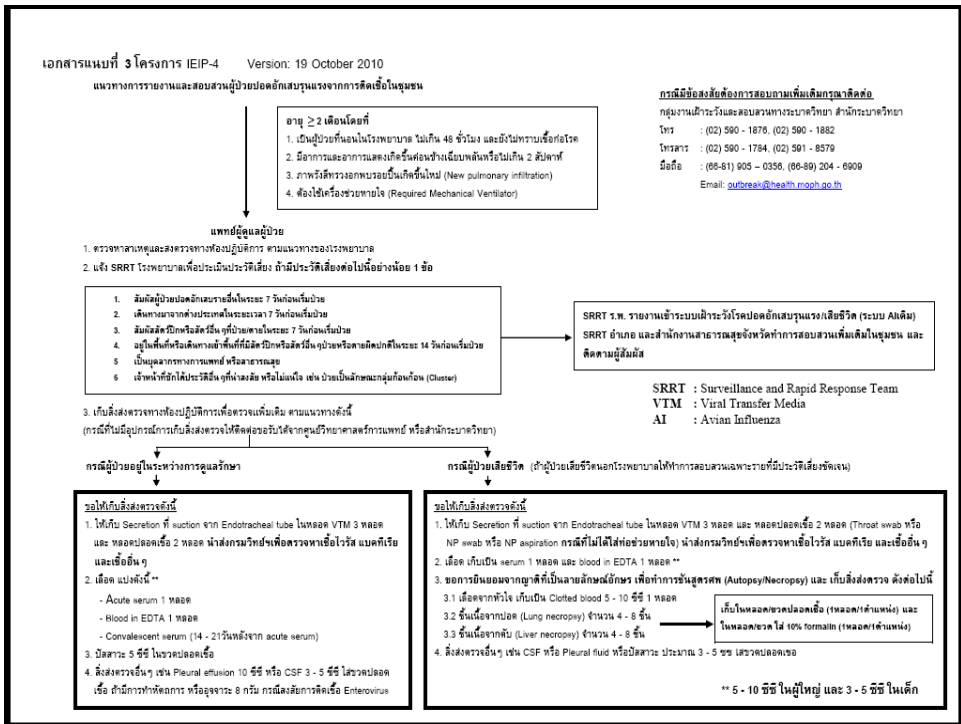 เอกสารแนบที่ 3 โครงการ IEIP-4 Version: 19 October 2010
แนวทางการรายงานและสอบสวนผู้ป่วยปอดอักเสบรุนแรงจากการติดเชื้อในชุมชน
กรณีมีข้อสงสัยต้องการสอบถามเพิ่มเติมกรุณาติดต่อ
กลุ่มงานเฝ้าระวังและสอบสวนทางระบาดวิทยา สำนักระบาดวิทยา
โทร : (02) 590 - 1876, (02) 590 - 1882
โทรสาร : (02) 590 - 1784, (02) 591 - 8579
มือถือ : (66-81) 905 – 0356, (66-89) 204 - 6909
Email: outbreak@health.moph.go.th
อายุ ≥ 2 เดือนโดยที่
1. เป็นผู้ป่วยที่นอนในโรงพยาบาล ไม่เกิน 48 ชั่วโมง และยังไม่ทราบเชื้อก่อโรค
2. มีอาการและอาการแสดงเกิดขึ้นค่อนข้างเฉียบพลันหรือไม่เกิน 2 สัปดาห์
3. ภาพรังสีทรวงอกพบรอยปื้นเกิดขึ้นใหม่ (New pulmonary infiltration)
4. ต้องใช้เครื่องช่วยหายใจ (Required Mechanical Ventilator)
แพทย์ผู้ดูแลผู้ป่วย
1. ตรวจหาสาเหตุและส่งตรวจทางห้องปฏิบัติการ ตามแนวทางของโรงพยาบาล
2. แจ้ง SRRT โรงพยาบาลเพื่อประเมินประวัติเสี่ยง ถ้ามีประวัติเสี่ยงต่อไปนี้อย่างน้อย 1 ข้อ
1. สัมผัสผู้ป่วยปอดอักเสบรายอื่นในระยะ 7 วันก่อนเริ่มป่วย
2. เดินทางมาจากต่างประเทศในระยะเวลา 7 วันก่อนเริ่มป่วย
3. สัมผัสสัตว์ปีกหรือสัตว์อื่น ๆที่ป่วย/ตายในระยะ 7 วันก่อนเริ่มป่วย
4. อยู่ในพื้นที่หรือเดินทางเข้าพื้นที่ที่มีสัตว์ปีกหรือสัตว์อื่น ๆป่วยหรือตายผิดปกติในระยะ 14 วันก่อนเริ่มป่วย
5 เป็นบุคลากรทางการแพทย์ หรือสาธารณสุข
6 เจ้าหน้าที่ซักได้ประวัติอื่น ๆที่น่าสงสัย หรือไม่แน่ใจ เช่น ป่วยเป็นลักษณะกลุ่มก้อนก้อน (Cluster)
SRRT ร.พ. รายงานเข้าระบบเฝ้าระวังโรคปอดอักเสบรุนแรง/เสียชีวิต (ระบบ AIเดิม)
SRRT อำเภอ และสำนักงานสาธารณสุขจังหวัดทำการสอบสวนเพิ่มเติมในชุมชน และ
ติดตามผู้สัมผัส
SRRT : Surveillance and Rapid Response Team
VTM : Viral Transfer Media
AI : Avian Influenza
3. เก็บสิ่งส่งตรวจทางห้องปฏิบัติการเพื่อตรวจเพิ่มเติม ตามแนวทางดังนี้
(กรณีที่ไม่มีอุปกรณ์การเก็บสิ่งส่งตรวจให้ติดต่อขอรับได้จากศูนย์วิทยาศาสตร์การแพทย์ หรือสำนักระบาดวิทยา)
กรณีผู้ป่วยอยู่ในระหว่างการดูแลรักษา
ขอให้เก็บสิ่งส่งตรวจดังนี้
1. ให้เก็บ Secretion ที่ suction จาก Endotracheal tube ในหลอด VTM 3 หลอด
และ หลอดปลอดเชื้อ 2 หลอด นำส่งกรมวิทย์ฯเพื่อตรวจหาเชื้อไวรัส แบคทีเรีย
และเชื้ออื่น ๆ
2. เลือด แบ่งดังนี้ **
- Acute serum 1 หลอด
- Blood in EDTA 1 หลอด
- Convalescent serum (14 - 21วันหลังจาก acute serum)
3. ปัสสาวะ 5 ซีซี ในขวดปลอดเชื้อ
4. สิ่งส่งตรวจอื่นๆ เช่น Pleural effusion 10 ซีซี หรือ CSF 3 - 5 ซีซี ใส่ขวดปลอด
เชื้อ ถ้ามีการทำหัตถการ หรืออุจจาระ 8 กรัม กรณีสงสัยการติดเชื้อ Enterovirus
กรณีผู้ป่วยเสียชีวิต (ถ้าผู้ป่วยเสียชีวิตนอกโรงพยาบาลให้ทำการสอบสวนเฉพาะรายที่มีประวัติเสี่ยงชัดเจน)
ขอให้เก็บสิ่งส่งตรวจดังนี้
1. ให้เก็บ Secretion ที่ suction จาก Endotracheal tube ในหลอด VTM 3 หลอด และ หลอดปลอดเชื้อ 2 หลอด (Throat swab หรือ
NP swab หรือ NP aspiration กรณีที่ไม่ได้ใส่ท่อช่วยหายใจ) นำส่งกรมวิทย์ฯเพื่อตรวจหาเชื้อไวรัส แบคทีเรีย และเชื้ออื่น ๆ
2. เลือด เก็บเป็น serum 1 หลอด และ blood in EDTA 1 หลอด **
3. ขอการยินยอมจากญาติที่เป็นลายลักษณ์อักษร เพื่อทำการชันสูตรศพ (Autopsy/Necropsy) และ เก็บสิ่งส่งตรวจ ดังต่อไปนี้
3.1 เลือดจากหัวใจ เก็บเป็น Clotted blood 5 - 10 ซีซี 1 หลอด
3.2 ชิ้นเนื้อจากปอด (Lung necropsy) จำนวน 4 - 8 ชิ้น
3.3 ชิ้นเนื้อจากตับ (Liver necropsy) จำนวน 4 - 8 ชิ้น
เก็บในหลอด/ขวดปลอดเชื้อ (1หลอด/1ตำแหน่ง) และ
ในหลอด/ขวด ใส่ 10% formalin (1หลอด/1ตำแหน่ง)
4. สิ่งส่งตรวจอื่นๆ เช่น CSF หรือ Pleural fluid หรือปัสสาวะ ประมาณ 3 - 5 ซีซี ใส่ขวดปลอดเชื้อ
** 5 - 10 ซีซี ในผู้ใหญ่ และ 3 - 5 ซีซี ในเด็ก